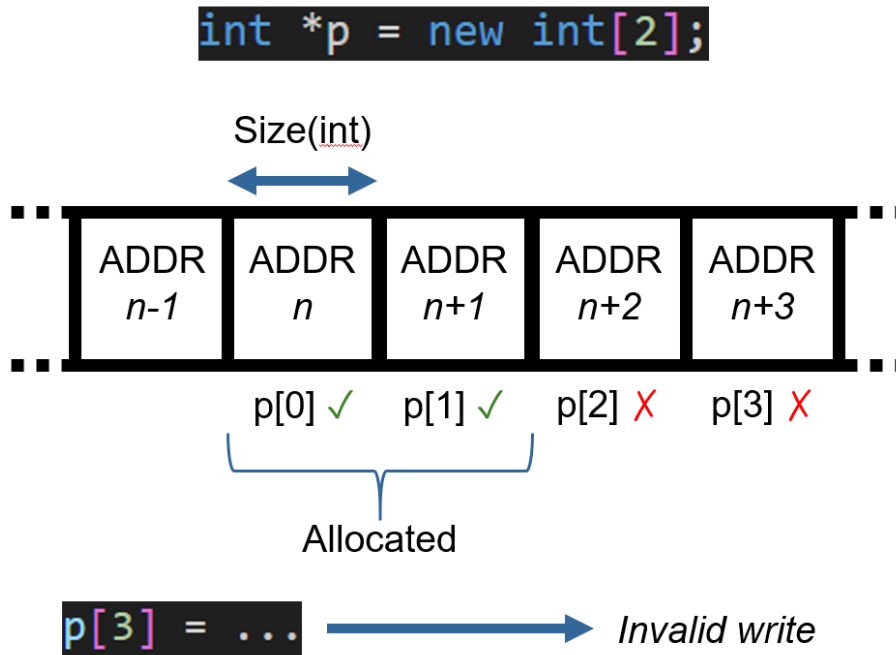 int *p = new int[2];
Size(int)
ADDR n-1
ADDR n
ADDR n+1
ADDR n+2
ADDR n+3
p[0] ✓
p[1] ✓
p[2] ✗
p[3] ✗
Allocated
p[3] = ...
Invalid write